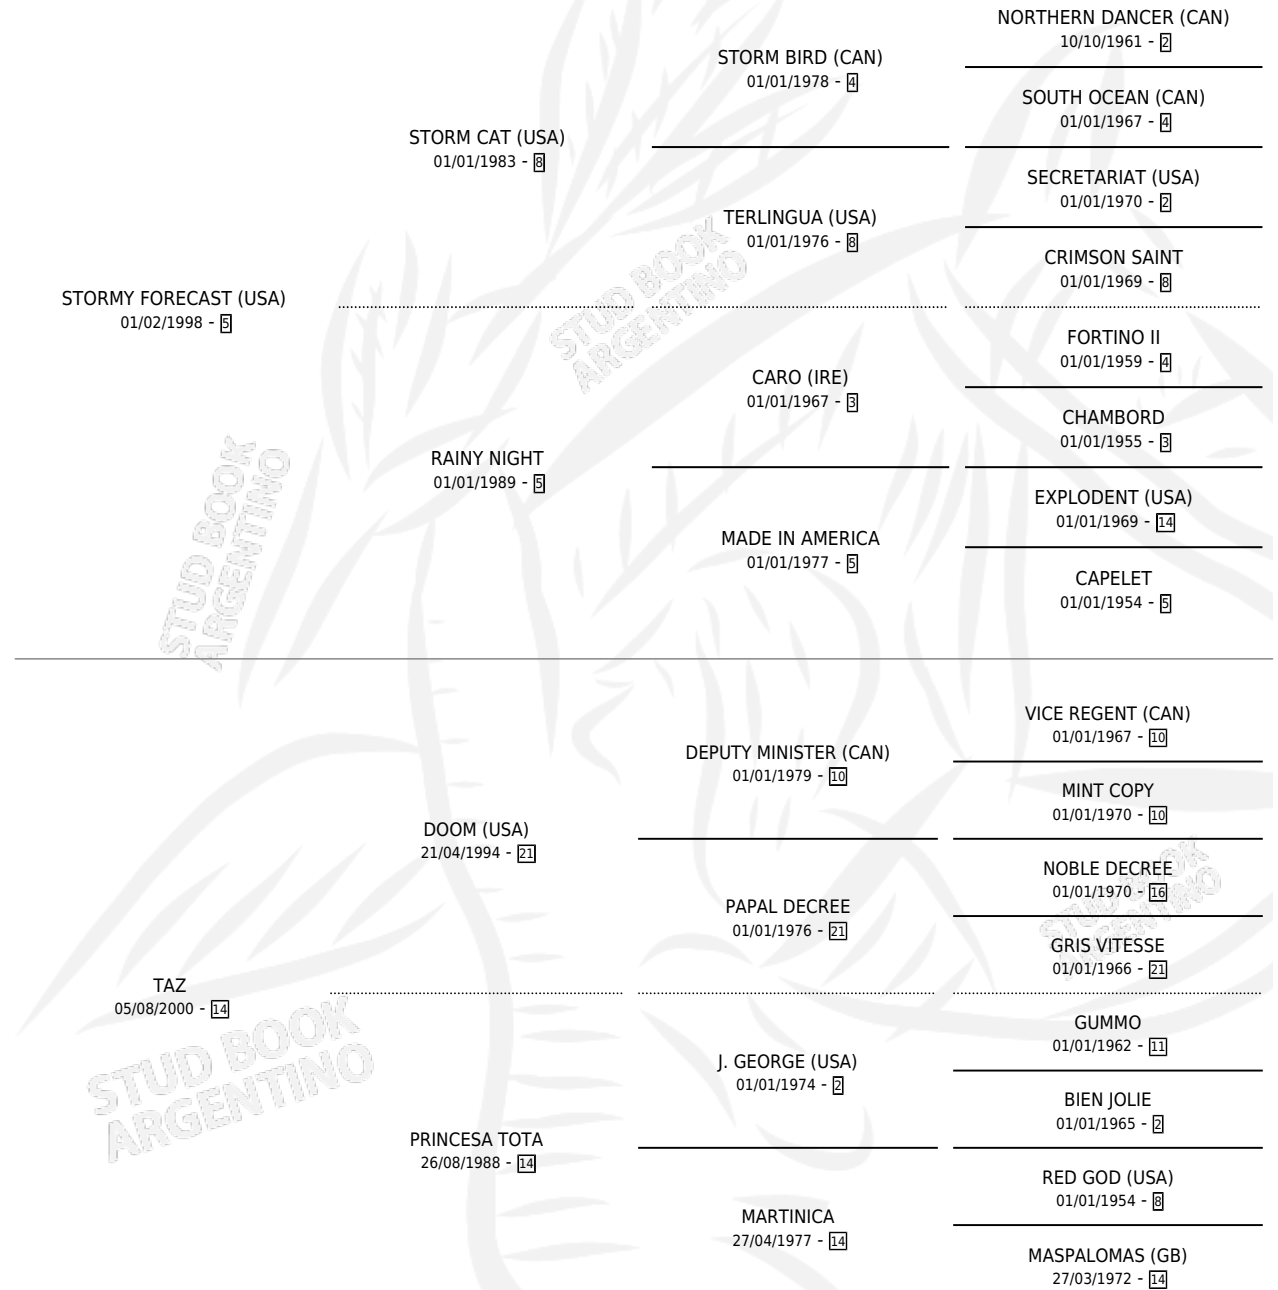 NORTHERN DANCER (CAN)
10/10/1961 - 2
STORM BIRD (CAN)
01/01/1978 - 4
SOUTH OCEAN (CAN)
01/01/1967 - 4
STORM CAT (USA)
01/01/1983 - 8
SECRETARIAT (USA)
01/01/1970 - 2
TERLINGUA (USA)
01/01/1976 - 8
CRIMSON SAINT
01/01/1969 - 8
STORMY FORECAST (USA)
01/02/1998 - 5
FORTINO II
01/01/1959 - 4
CARO (IRE)
01/01/1967 - 3
CHAMBORD
01/01/1955 - 3
RAINY NIGHT
01/01/1989 - 5
EXPLODENT (USA)
01/01/1969 - 14
MADE IN AMERICA
01/01/1977 - 5
CAPELET
01/01/1954 - 5
VICE REGENT (CAN)
01/01/1967 - 10
DEPUTY MINISTER (CAN)
01/01/1979 - 10
MINT COPY
01/01/1970 - 10
DOOM (USA)
21/04/1994 - 21
NOBLE DECREE
01/01/1970 - 16
PAPAL DECREE
01/01/1976 - 21
GRIS VITESSE
01/01/1966 - 21
TAZ
05/08/2000 - 14
GUMMO
01/01/1962 - 11
J. GEORGE (USA)
01/01/1974 - 2
BIEN JOLIE
01/01/1965 - 2
PRINCESA TOTA
26/08/1988 - 14
RED GOD (USA)
01/01/1954 - 8
MARTINICA
27/04/1977 - 14
MASPALOMAS (GB)
27/03/1972 - 14
STUD BOOK
ARGENTINO
STUD BOOK
ARGENTINO
STUD BOOK
ARGENTINO
STUD BOOK
ARGENTINO